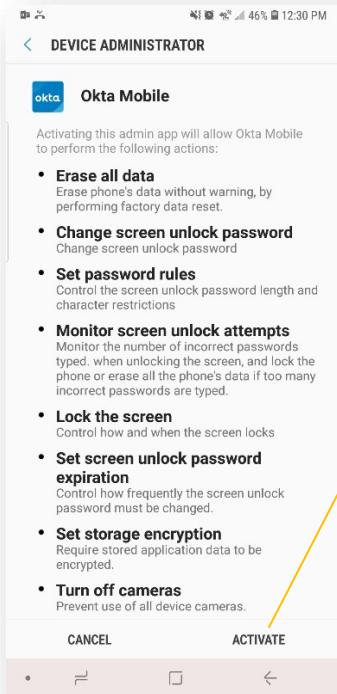 46% 12:30 PM
DEVICE ADMINISTRATOR
okta Okta Mobile
Activating this admin app will allow Okta Mobile
to perform the following actions:
• Erase all data
Erase phone's data without warning, by
performing factory data reset.
• Change screen unlock password
Change screen unlock password
• Set password rules
Control the screen unlock password length and
character restrictions
• Monitor screen unlock attempts
Monitor the number of incorrect passwords
typed. when unlocking the screen, and lock the
phone or erase all the phone's data if too many
incorrect passwords are typed.
• Lock the screen
Control how and when the screen locks
• Set screen unlock password
expiration
Control how frequently the screen unlock
password must be changed.
• Set storage encryption
Require stored application data to be
encrypted.
• Turn off cameras
Prevent use of all device cameras.
CANCEL ACTIVATE